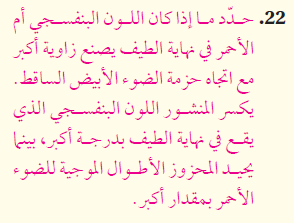 22. حدّد ما إذا كان اللون البنفسجي أم
الأحمر في نهاية الطيف يصنع زاوية أكبر
مع اتجاه حزمة الضوء الأبيض الساقط.
يكسر المنشور اللون البنفسجي الذي
يقع في نهاية الطيف بدرجة أكبر، بينما
يحيد المحزوز الأطوال الموجية للضوء
الأحمر بمقدار أكبر.